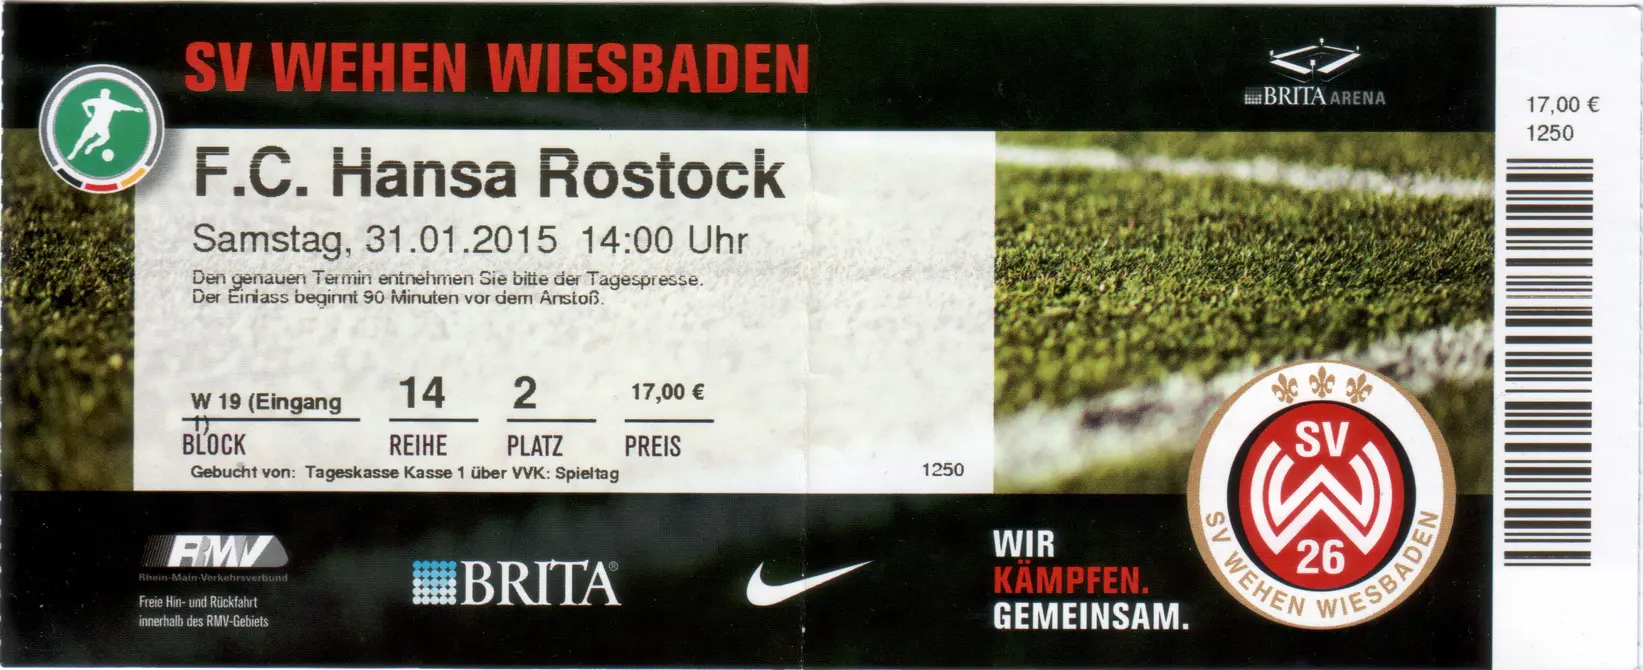 SV WEHEN WIESBADEN
BRITA ARENA
17,00 €
1250
F.C. Hansa Rostock
Samstag, 31.01.2015 14:00 Uhr
Den genauen Termin entnehmen Sie bitte der Tagespresse.
Der Einlass beginnt 90 Minuten vor dem Anstoß.
W 19 (Eingang
1)
14
2
17,00 €
BLOCK
REIHE
PLATZ
PREIS
Gebucht von: Tageskasse Kasse 1 über VVK: Spieltag
1250
RMV
Rhein-Main-Verkehrsverbund
Freie Hin- und Rückfahrt
innerhalb des RMV-Gebiets
BRITA®
WIR
KÄMPFEN.
GEMEINSAM.
SV
W
26
SV WEHEN WIESBADEN